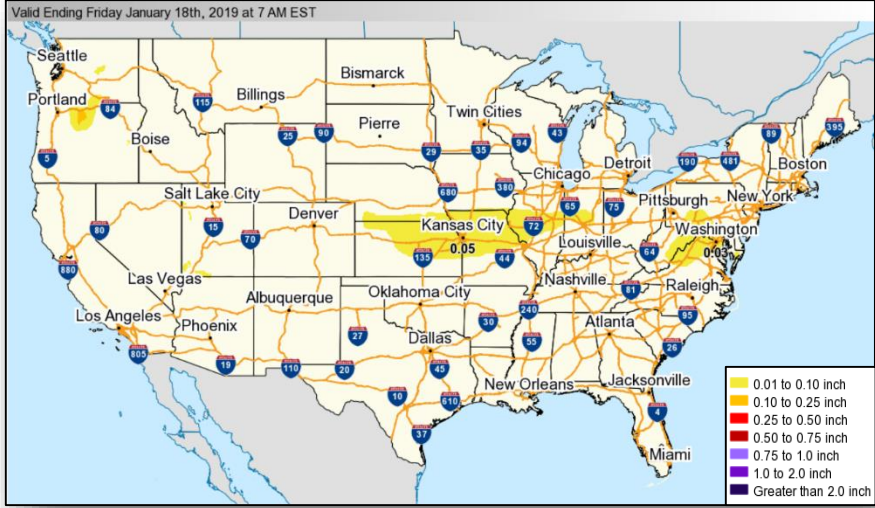 Valid Ending Friday January 18th, 2019 at 7 AM EST
Seattle
Portland
84
115
Billings
Bismarck
Boise
25
90
Pierre
Twin Cities
29
35
94
43
5
Salt Lake City
680
380
Chicago
Detroit
190
481
89
395
Boston
80
15
70
Denver
Kansas City
0.05
72
65
75
Pittsburgh
New York
Washington
0.03
880
Las Vegas
135
44
Louisville
64
Los Angeles
Phoenix
Albuquerque
Oklahoma City
Nashville
81
Raleigh
805
19
110
27
20
30
240
55
Atlanta
95
26
Dallas
45
10
610
37
New Orleans
Jacksonville
4
Miami
0.01 to 0.10 inch
0.10 to 0.25 inch
0.25 to 0.50 inch
0.50 to 0.75 inch
0.75 to 1.0 inch
1.0 to 2.0 inch
Greater than 2.0 inch